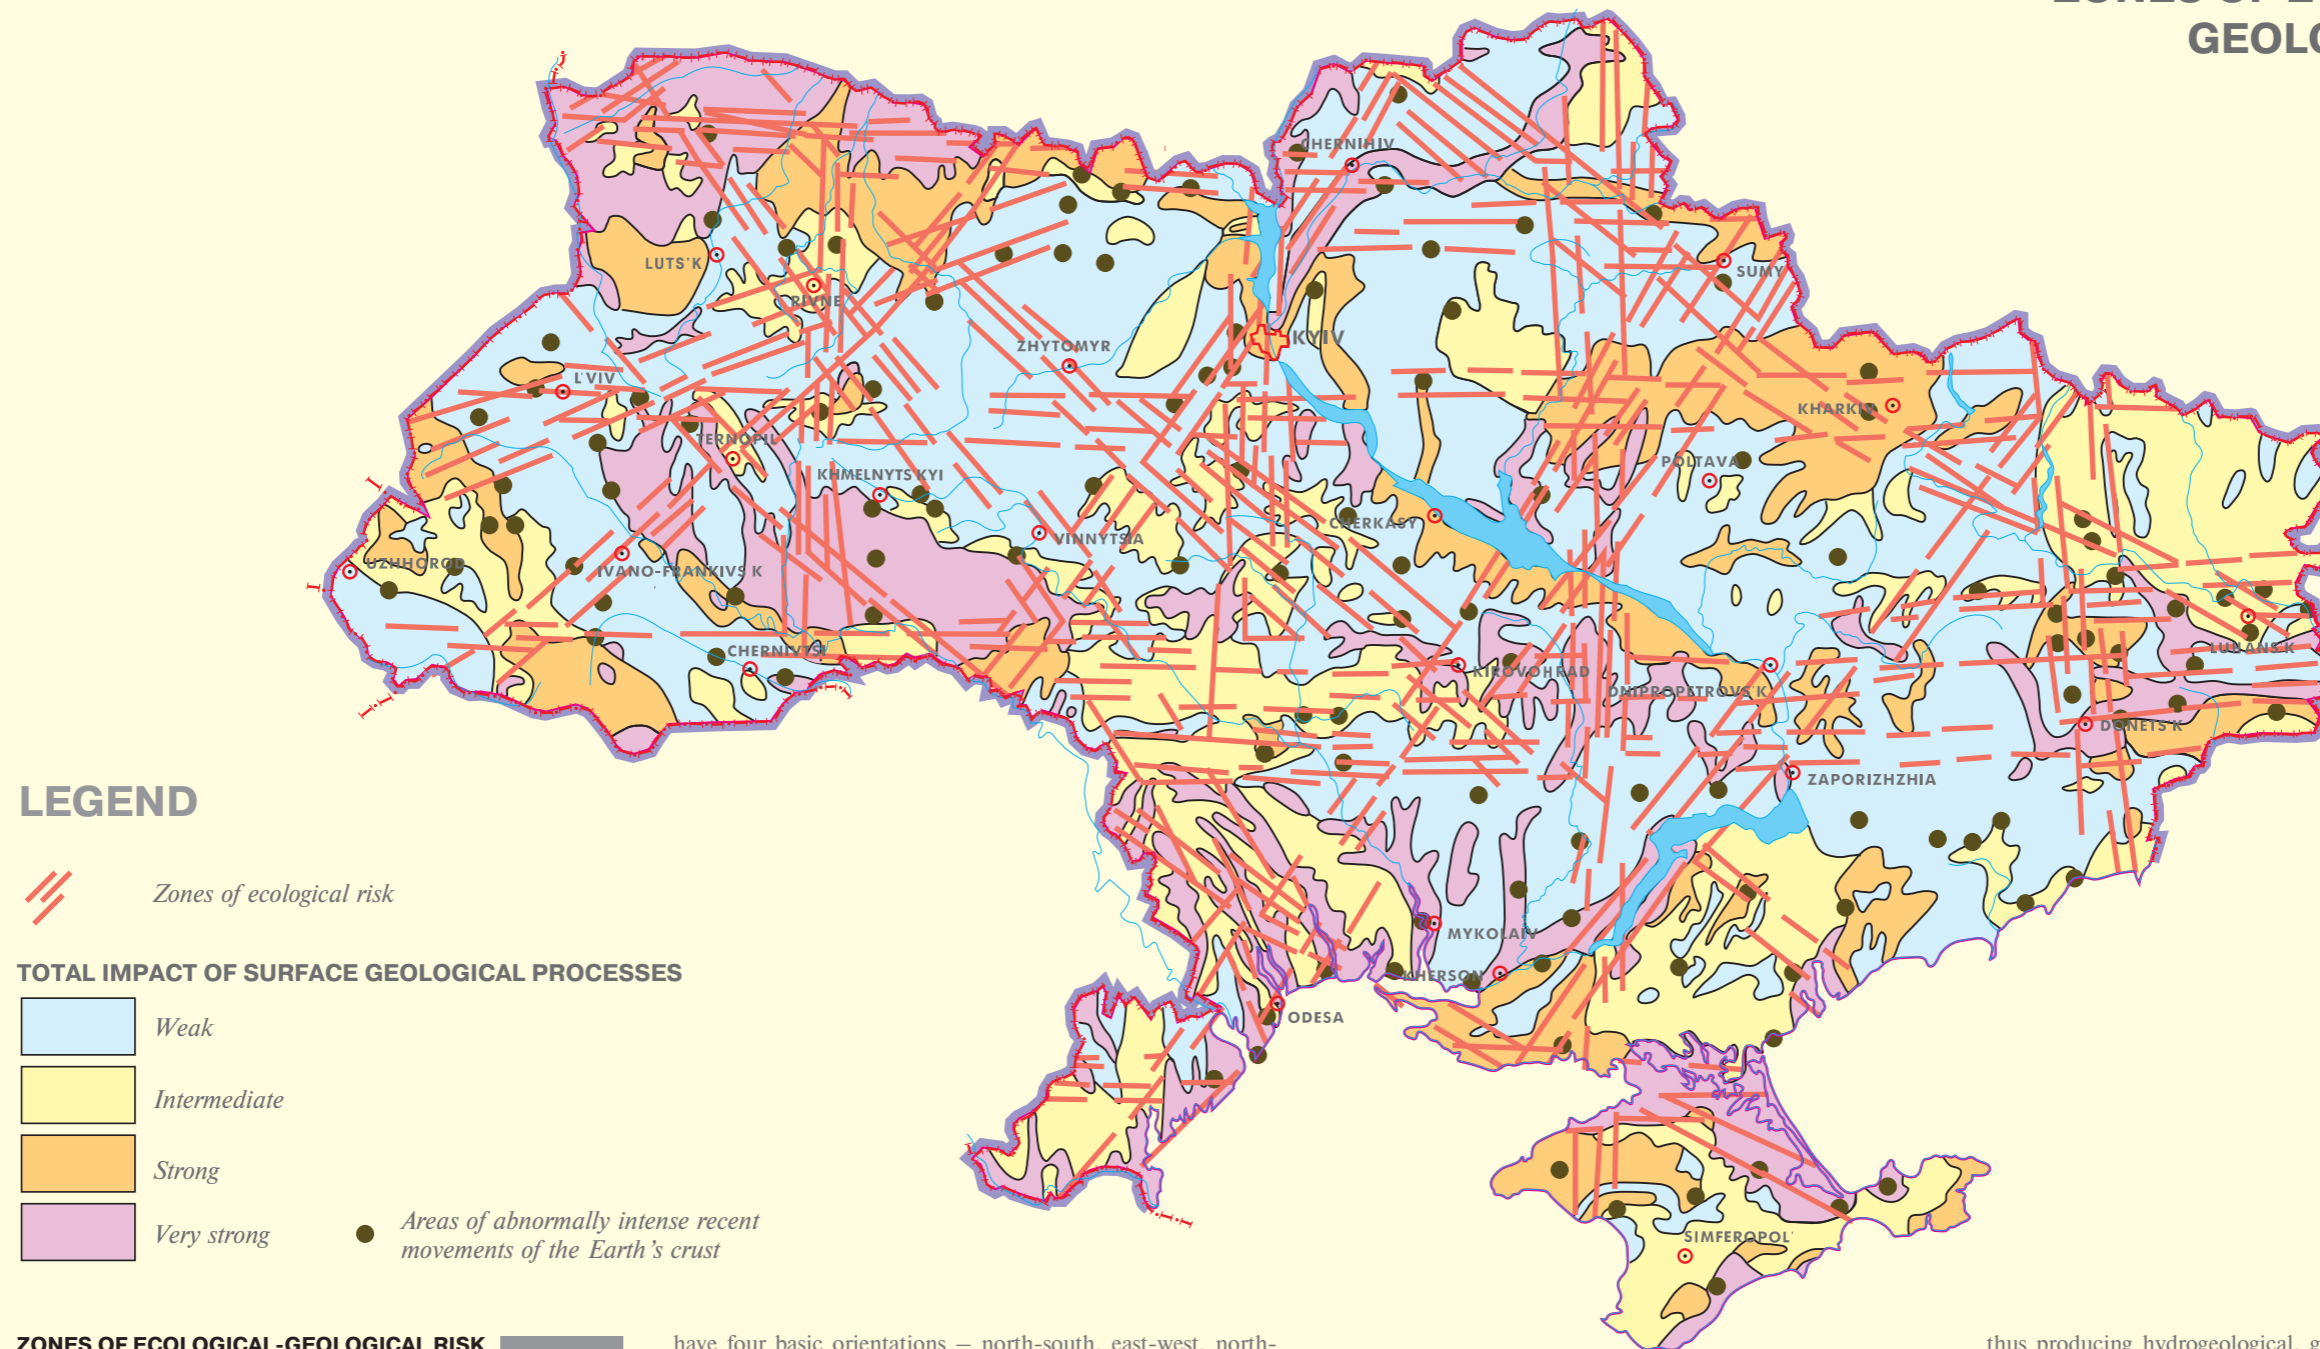 GEOLO
CHERNIHIV
LUTS'K
SUMY
RIVNE
KYIV
ZHYTOMYR
L'VIV
KHARKIV
TERNOPIL'
POLTAVA
KHMELNYTS'KYI
CHERKASY
VINNYTSIA
UZHHOROD
IVANO-FRANKIVS'K
LUHANS'K
CHERNIVTSI
KIROVOHRAD
DNIPROPETROVS'K
DONETS'K
ZAPORIZHZHIA
LEGEND
Zones of ecological risk
MYKOLAIV
TOTAL IMPACT OF SURFACE GEOLOGICAL PROCESSES
KHERSON
Weak
ODESA
Intermediate
Strong
Very strong
Areas of abnormally intense recent
movements of the Earth's crust
SIMFEROPOL'
ZONES OF ECOLOGICAL-GEOLOGICAL RISK
have four basic orientations – north-south, east-west, north-
thus producing hydrogeological, g